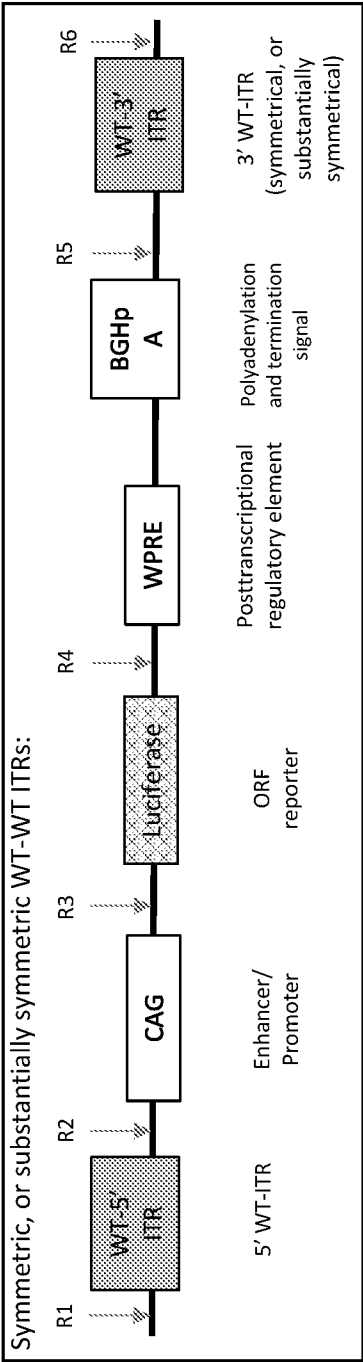 Symmetric, or substantially symmetric WT-WT ITRs:
R1
R2
R3
R4
R5
R6
WT-5'
ITR
CAG
Luciferase
WPRE
BGHp
A
WT-3'
ITR
5' WT-ITR
Enhancer/
Promoter
ORF
reporter
Posttranscriptional
regulatory element
Polyadenylation
and termination
signal
3' WT-ITR
(symmetrical, or
substantially
symmetrical)